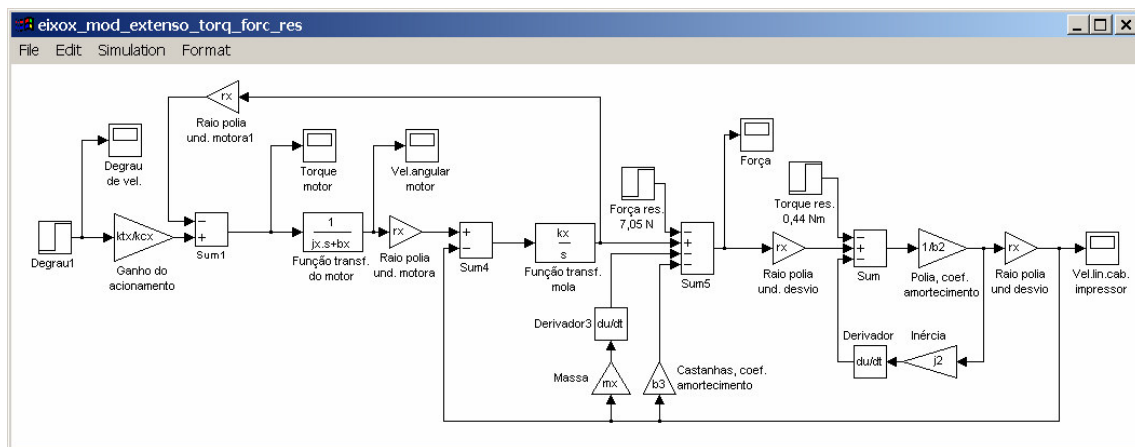 eixox_mod_extenso_torq_forc_res
File Edit Simulation Format
rx
Raio polia
und. motora1
Degrau
de vel.
Torque
motor
Vel.angular
motor
Força
Força res.
7,05 N
Torque res.
0,44 Nm
Degrau1
ktx/kcx
Ganho do
acionamento
−
+
Sum1
1
jx.s+bx
Função transf.
do motor
rx
Raio polia
und. motora
+
−
Sum4
kx
s
Função transf.
mola
−
+
−
−
Sum5
rx
Raio polia
und. desvio
−
+
−
Sum
1/b2
Polia, coef.
amortecimento
rx
Raio polia
und desvio
Vel.lin.cab.
impressor
Derivador3
du/dt
Massa
mx
b3
Castanhas, coef.
amortecimento
Derivador
du/dt
Inércia
j2